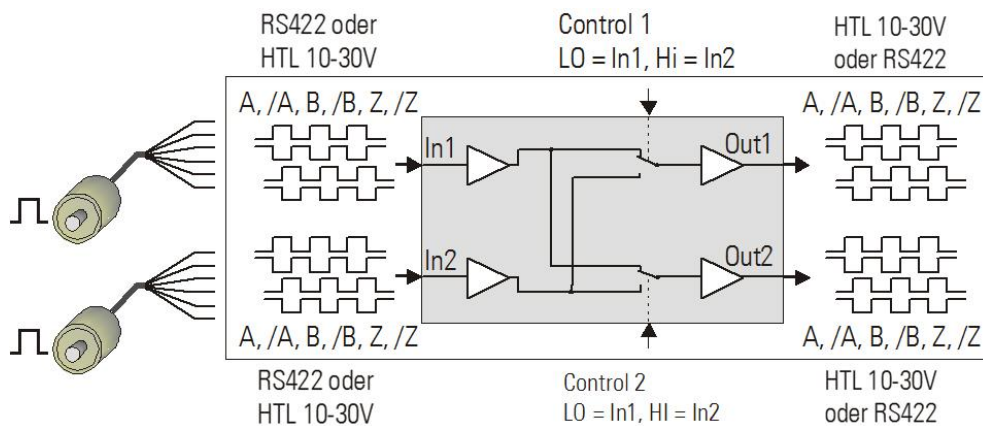 RS422 oder
HTL 10-30V
Control 1
LO = In1, Hi = In2
HTL 10-30V
oder RS422
A, /A, B, /B, Z, /Z
A, /A, B, /B, Z, /Z
In1
Out1
In2
Out2
A, /A, B, /B, Z, /Z
A, /A, B, /B, Z, /Z
RS422 oder
HTL 10-30V
Control 2
LO = In1, HI = In2
HTL 10-30V
oder RS422